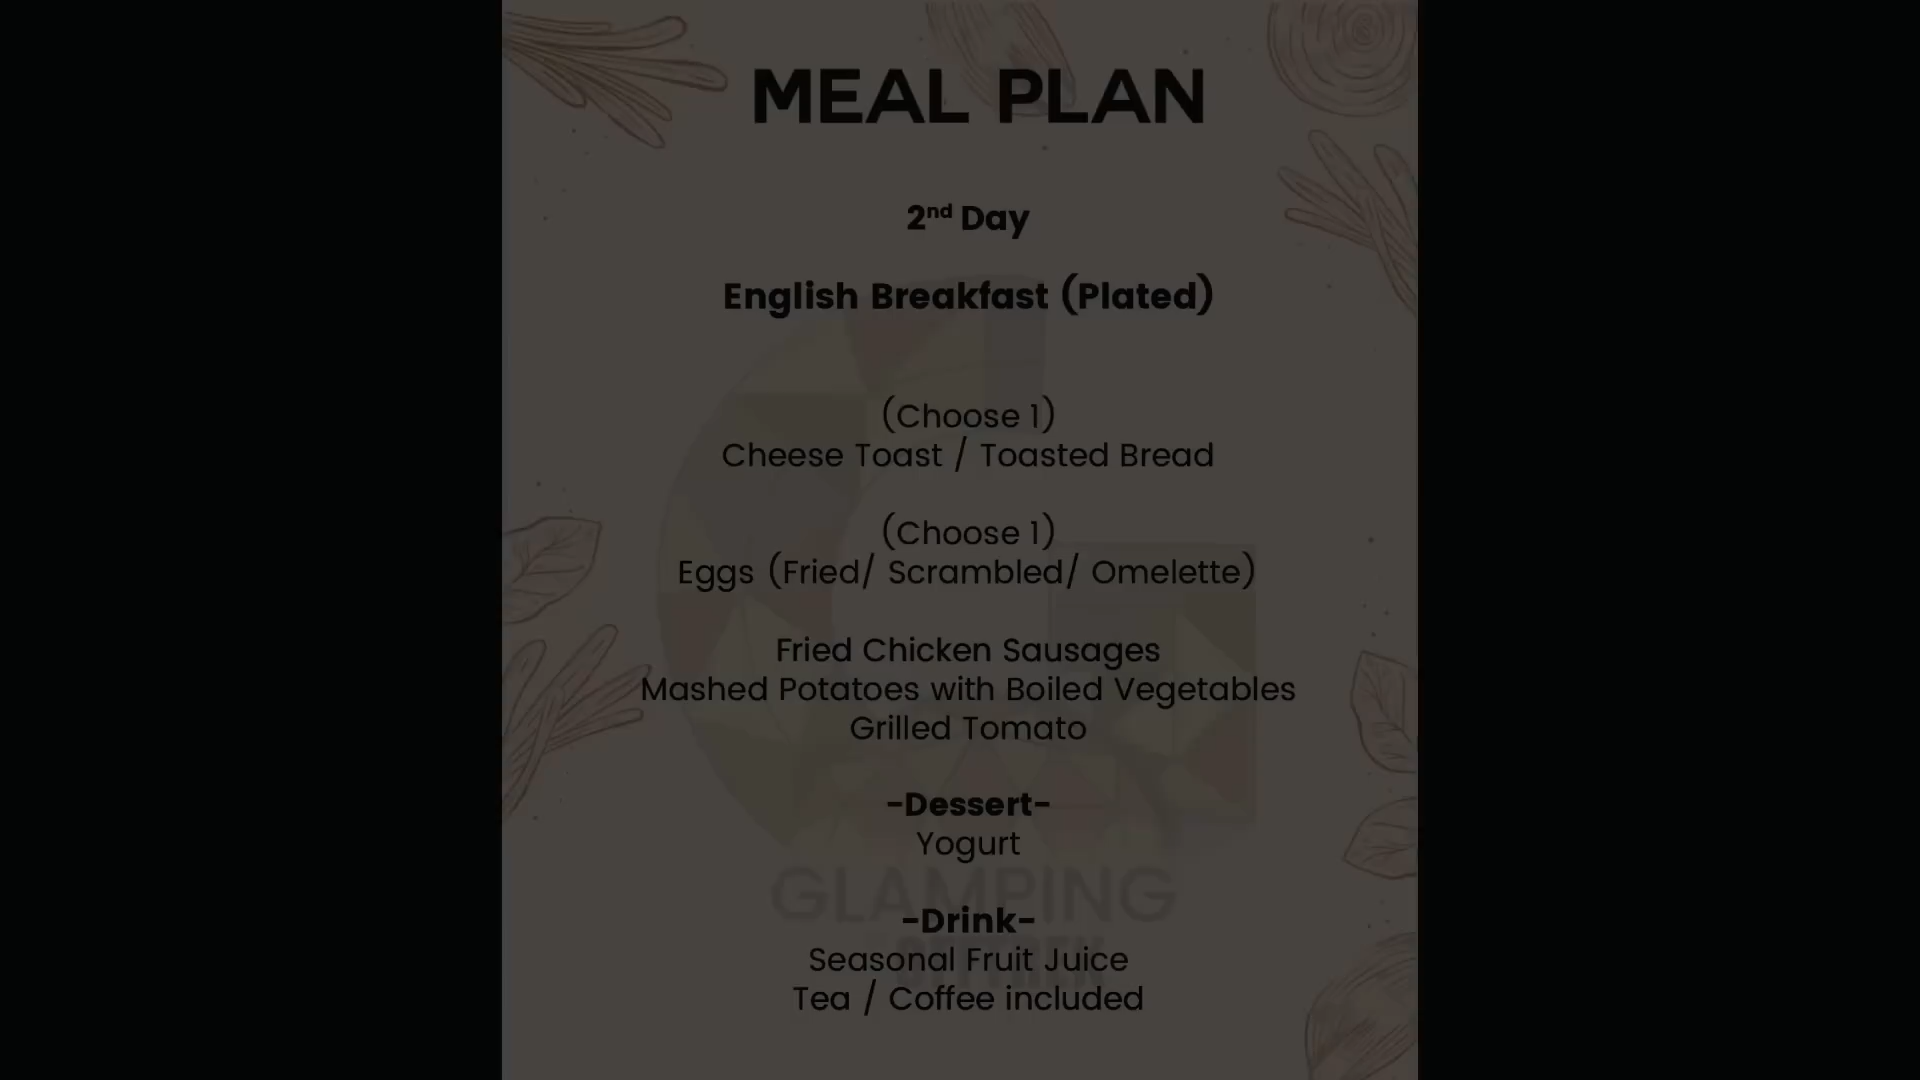 MEAL PLAN
2nd Day
English Breakfast (Plated)
(Choose 1)
Cheese Toast / Toasted Bread
(Choose 1)
Eggs (Fried/ Scrambled/ Omelette)
Fried Chicken Sausages
Mashed Potatoes with Boiled Vegetables
Grilled Tomato
-Dessert-
Yogurt
GLAMPING
-Drink-
Seasonal Fruit Juice
Tea / Coffee included